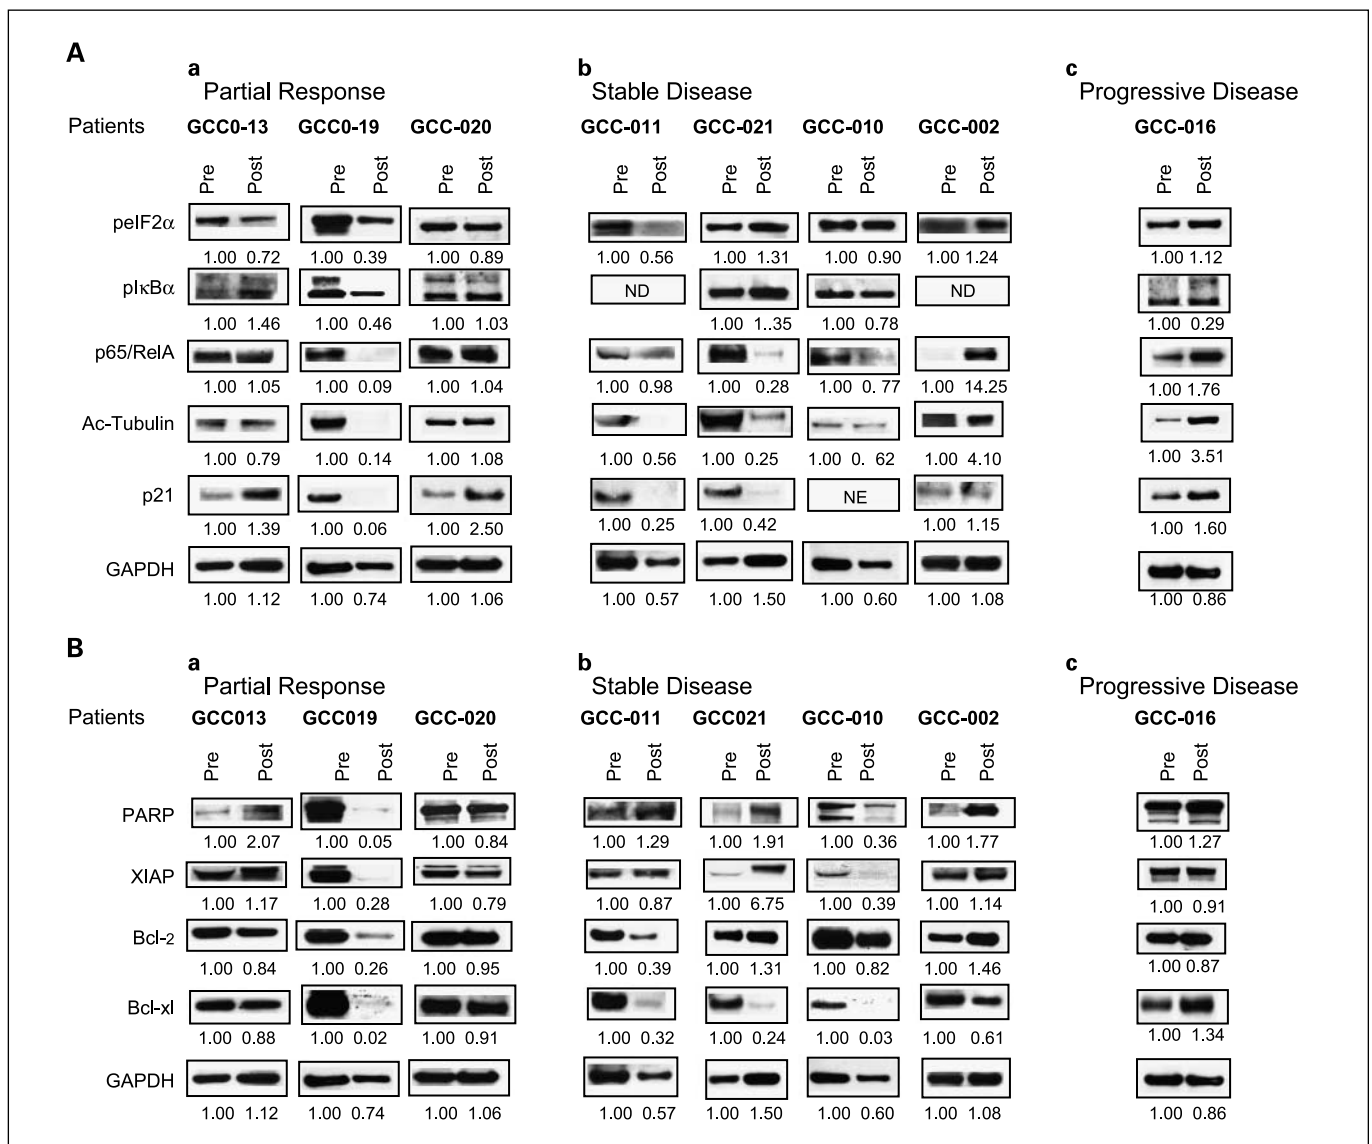 A
a b c
Partial Response Stable Disease Progressive Disease
Patients GCC0-13 GCC0-19 GCC-020 GCC-011 GCC-021 GCC-010 GCC-002 GCC-016
Pre Post Pre Post Pre Post Pre Post Pre Post Pre Post Pre Post Pre Post
peIF2α
1.00 0.72 1.00 0.39 1.00 0.89 1.00 0.56 1.00 1.31 1.00 0.90 1.00 1.24 1.00 1.12
pIκBα ND ND
1.00 1.46 1.00 0.46 1.00 1.03 1.00 1..35 1.00 0.78 1.00 0.29
p65/RelA
1.00 1.05 1.00 0.09 1.00 1.04 1.00 0.98 1.00 0.28 1.00 0. 77 1.00 14.25 1.00 1.76
Ac-Tubulin
1.00 0.79 1.00 0.14 1.00 1.08 1.00 0.56 1.00 0.25 1.00 0. 62 1.00 4.10 1.00 3.51
p21 NE
1.00 1.39 1.00 0.06 1.00 2.50 1.00 0.25 1.00 0.42 1.00 1.15 1.00 1.60
GAPDH
1.00 1.12 1.00 0.74 1.00 1.06 1.00 0.57 1.00 1.50 1.00 0.60 1.00 1.08 1.00 0.86
B
a b c
Partial Response Stable Disease Progressive Disease
Patients GCC013 GCC019 GCC-020 GCC-011 GCC021 GCC-010 GCC-002 GCC-016
Pre Post Pre Post Pre Post Pre Post Pre Post Pre Post Pre Post Pre Post
PARP
1.00 2.07 1.00 0.05 1.00 0.84 1.00 1.29 1.00 1.91 1.00 0.36 1.00 1.77 1.00 1.27
XIAP
1.00 1.17 1.00 0.28 1.00 0.79 1.00 0.87 1.00 6.75 1.00 0.39 1.00 1.14 1.00 0.91
Bcl-2
1.00 0.84 1.00 0.26 1.00 0.95 1.00 0.39 1.00 1.31 1.00 0.82 1.00 1.46 1.00 0.87
Bcl-xl
1.00 0.88 1.00 0.02 1.00 0.91 1.00 0.32 1.00 0.24 1.00 0.03 1.00 0.61 1.00 1.34
GAPDH
1.00 1.12 1.00 0.74 1.00 1.06 1.00 0.57 1.00 1.50 1.00 0.60 1.00 1.08 1.00 0.86